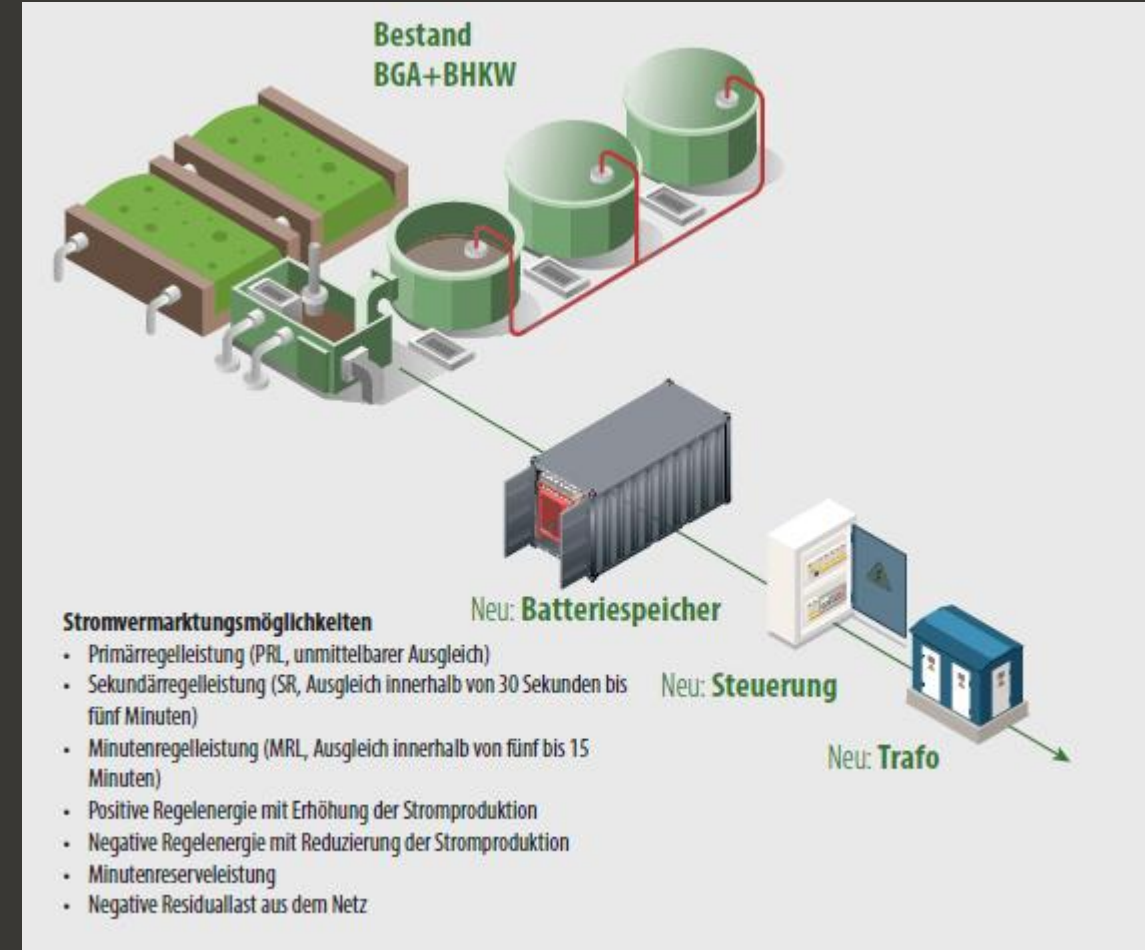 Bestand
BGA+BHKW
Neu: Batteriespeicher
Neu: Steuerung
Neu: Trafo
Stromvermarktungsmöglichkeiten
• Primärregelleistung (PRL, unmittelbarer Ausgleich)
• Sekundärregelleistung (SR, Ausgleich innerhalb von 30 Sekunden bis
fünf Minuten)
• Minutenregelleistung (MRL, Ausgleich innerhalb von fünf bis 15
Minuten)
• Positive Regelenergie mit Erhöhung der Stromproduktion
• Negative Regelenergie mit Reduzierung der Stromproduktion
• Minutenreserveleistung
• Negative Residuallast aus dem Netz